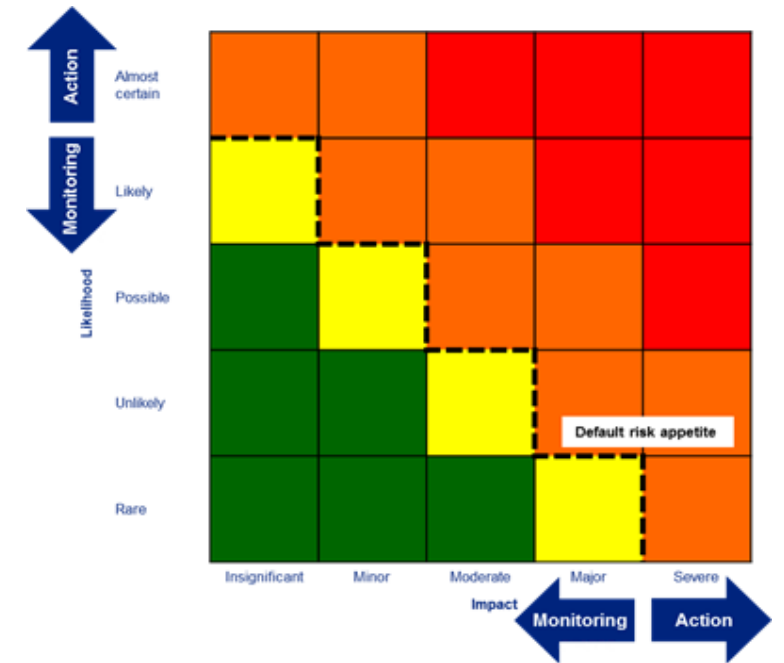 Action
Almost
certain
Monitoring
Likely
Likelihood
Possible
Unlikely
Default risk appetite
Rare
Insignificant
Minor
Moderate
Major
Severe
Impact
Monitoring
Action